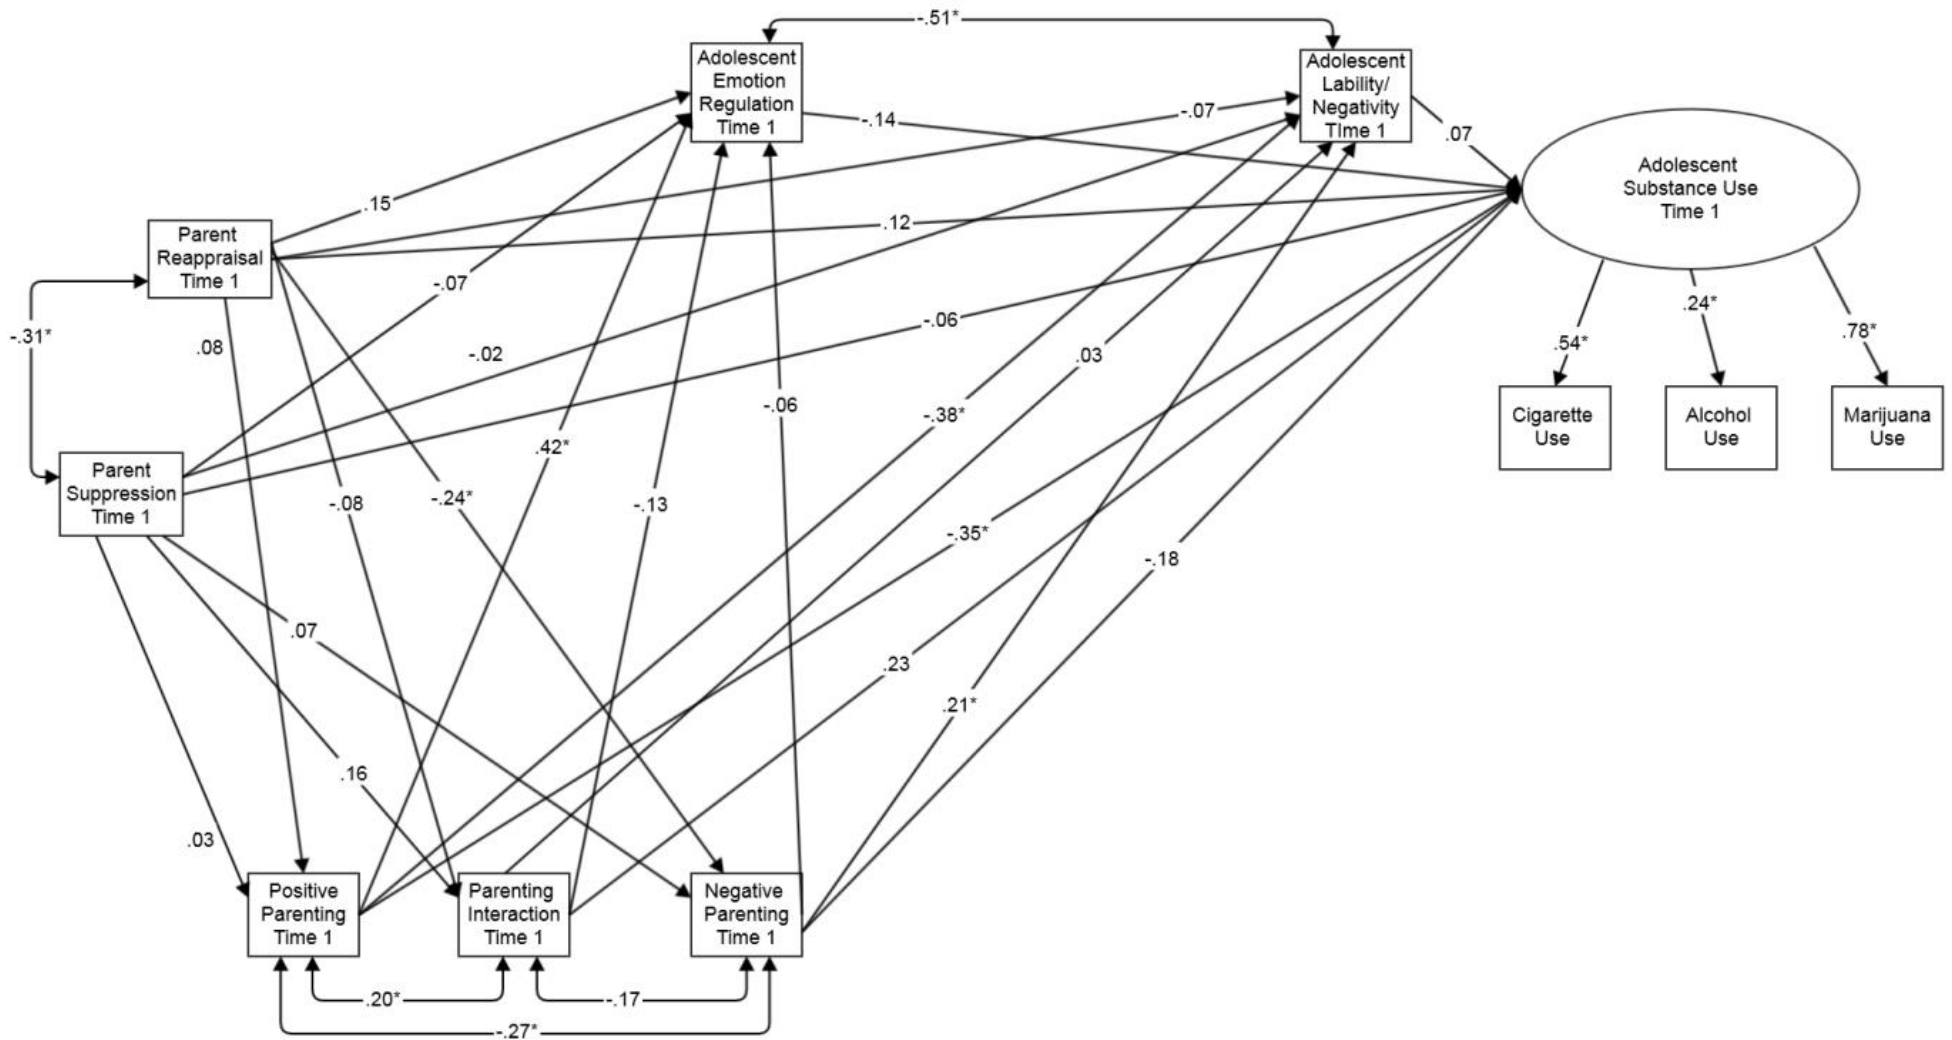 -.51*
Adolescent
Emotion
Regulation
Time 1
Adolescent
Lability/
Negativity
TIme 1
-.07
-.14
.07
Adolescent
Substance Use
Time 1
.15
.12
Parent
Reappraisal
Time 1
-.07
-.06
.24*
-.31*
.08
-.02
.03
.54*
.78*
-.06
-.38*
Cigarette
Use
Alcohol
Use
Marijuana
Use
.42*
Parent
Suppression
Time 1
-.08
-.24*
-.13
-.35*
-.18
.07
.23
.21*
.16
.03
Positive
Parenting
Time 1
Parenting
Interaction
Time 1
Negative
Parenting
Time 1
.20*
-.17
-.27*